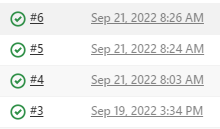 #6 Sep 21, 2022 8:26 AM
#5 Sep 21, 2022 8:24 AM
#4 Sep 21, 2022 8:03 AM
#3 Sep 19, 2022 3:34 PM